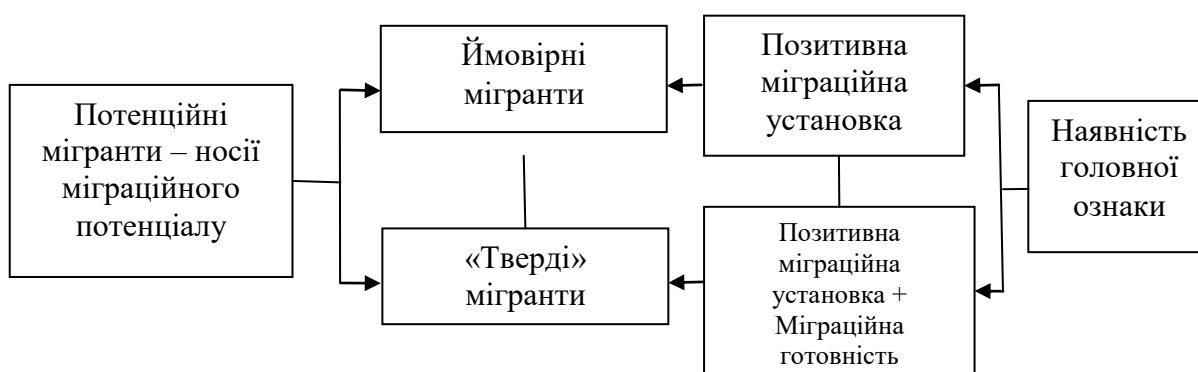 Потенційні
мігранти – носії
міграційного
потенціалу
Ймовірні
мігранти
«Тверді»
мігранти
Позитивна
міграційна
установка
Позитивна
міграційна
установка +
Міграційна
готовність
Наявність
головної
ознаки